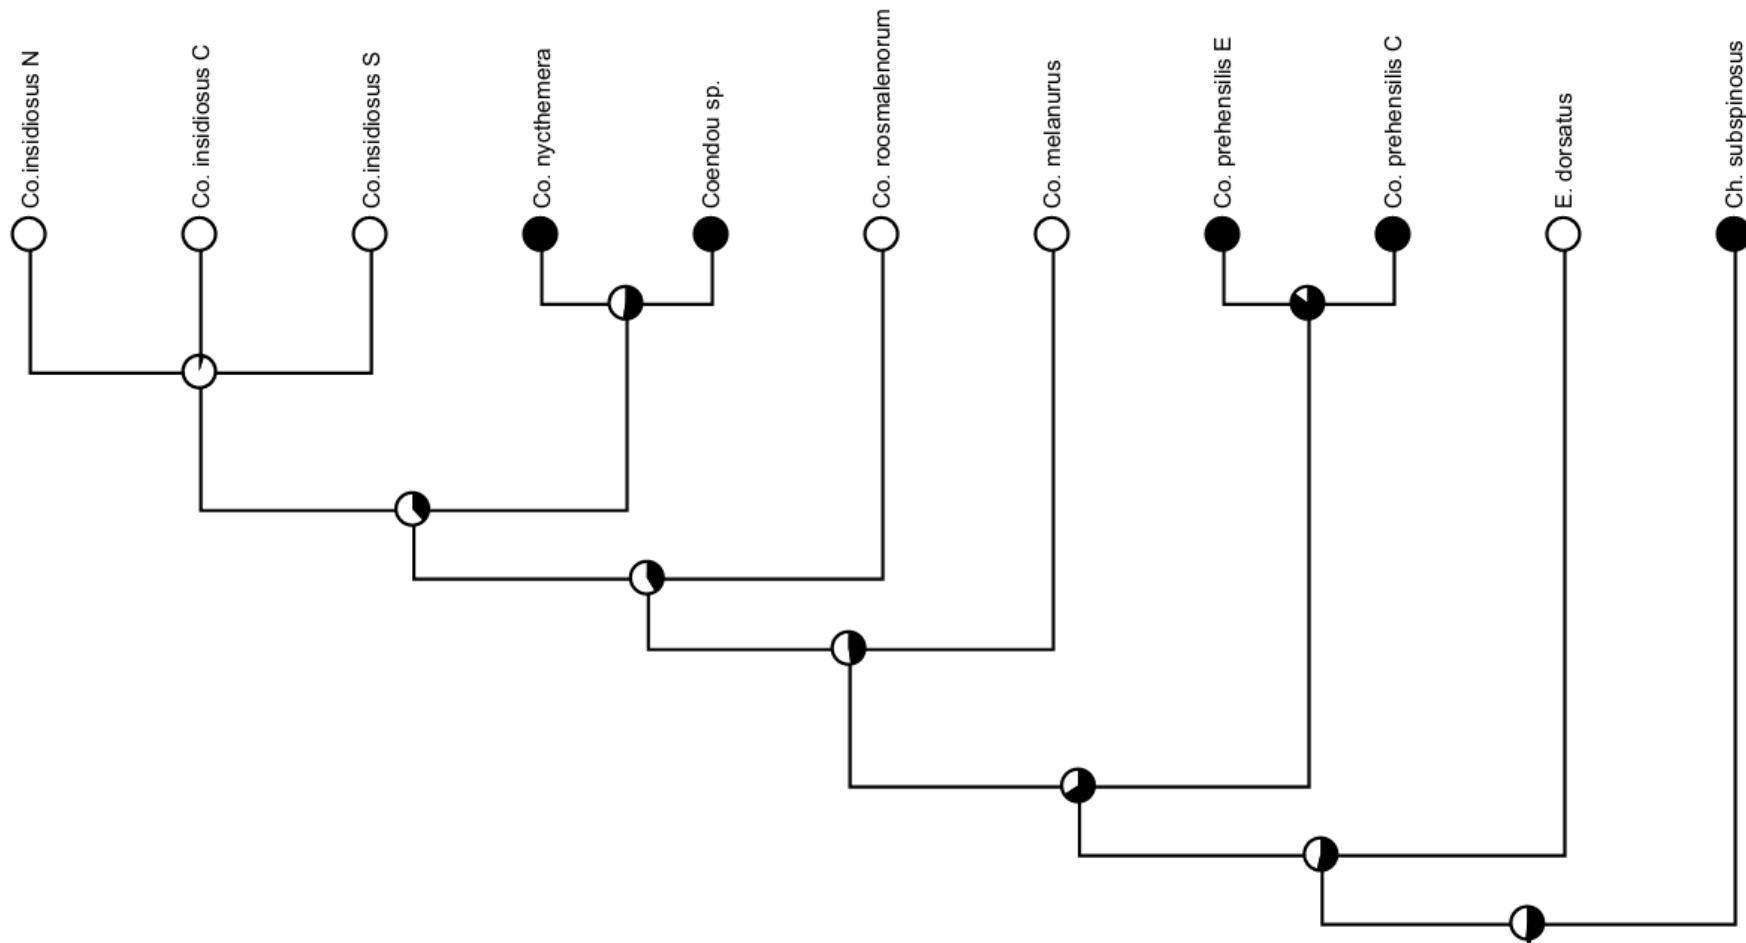 Co.insidiosus N
Co. insidiosus C
Co.insidiosus S
Co. nycthemera
Coendou sp.
Co. roosmalenorum
Co. melanurus
Co. prehensilis E
Co. prehensilis C
E. dorsatus
Ch. subspinosus